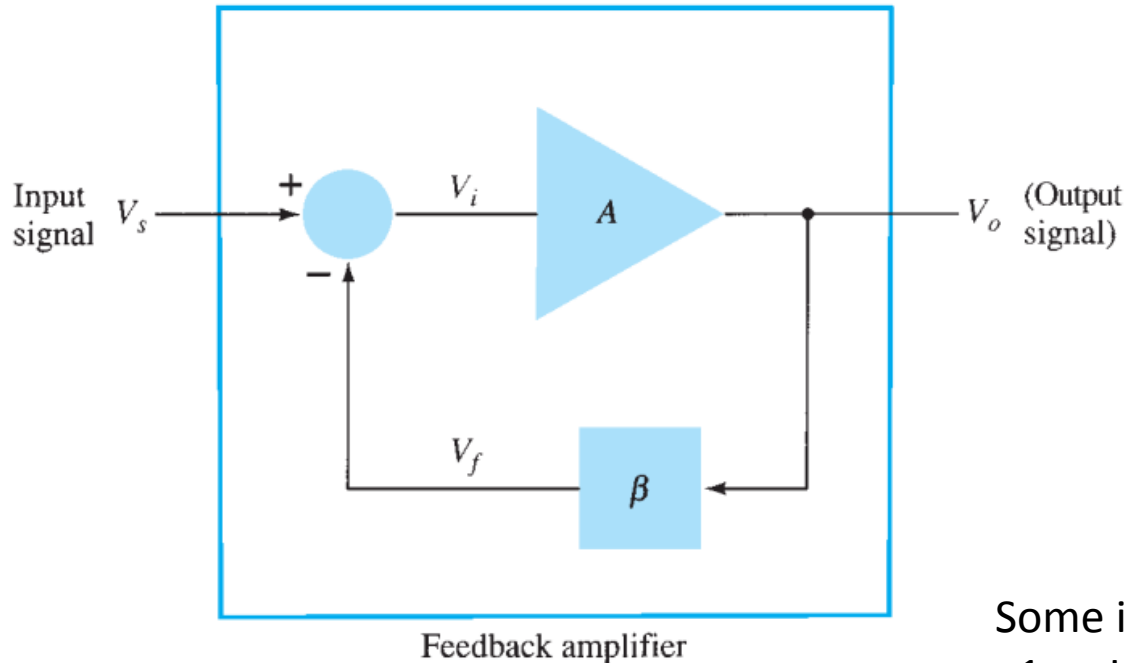 Input signal
V_s
+
−
V_i
A
V_o
(Output signal)
V_f
β
Feedback amplifier
Some i